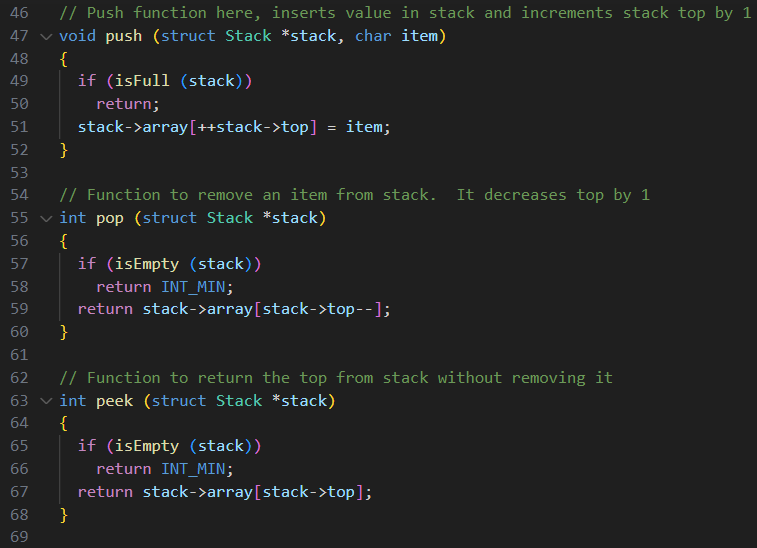 46 // Push function here, inserts value in stack and increments stack top by 1
47 void push (struct Stack *stack, char item)
48 {
49 if (isFull (stack))
50 return;
51 stack->array[++stack->top] = item;
52 }
53
54 // Function to remove an item from stack.  It decreases top by 1
55 int pop (struct Stack *stack)
56 {
57 if (isEmpty (stack))
58 return INT_MIN;
59 return stack->array[stack->top--];
60 }
61
62 // Function to return the top from stack without removing it
63 int peek (struct Stack *stack)
64 {
65 if (isEmpty (stack))
66 return INT_MIN;
67 return stack->array[stack->top];
68 }
69